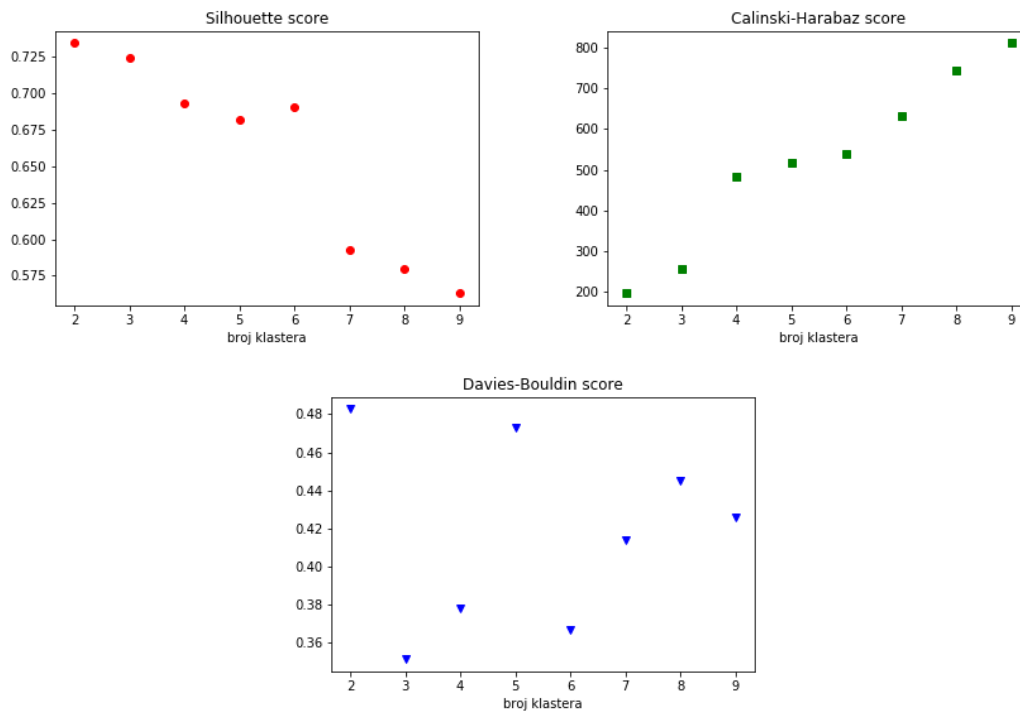 Silhouette score
0.725
0.700
0.675
0.650
0.625
0.600
0.575
2 3 4 5 6 7 8 9
broj klastera
Calinski-Harabaz score
800
700
600
500
400
300
200
2 3 4 5 6 7 8 9
broj klastera
Davies-Bouldin score
0.48
0.46
0.44
0.42
0.40
0.38
0.36
2 3 4 5 6 7 8 9
broj klastera